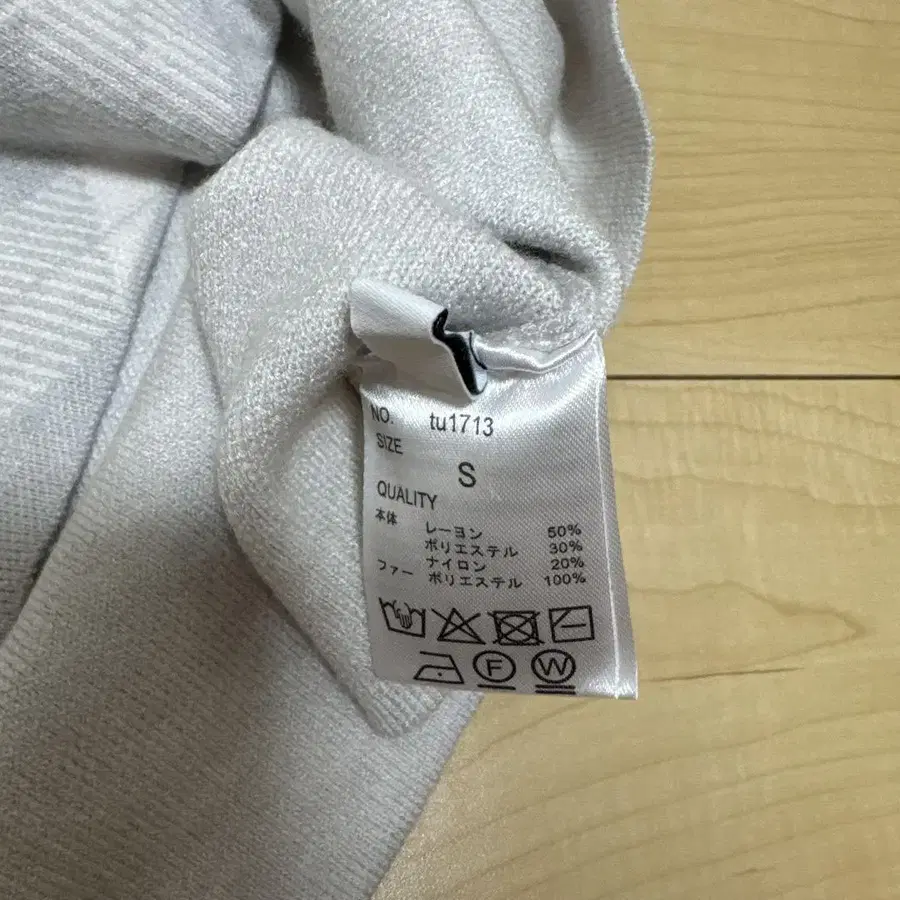 NO. tu1713
SIZE
S
QUALITY
本体 レーヨン 50%
ポリエステル 30%
ナイロン 20%
ファー ポリエステル 100%
F W